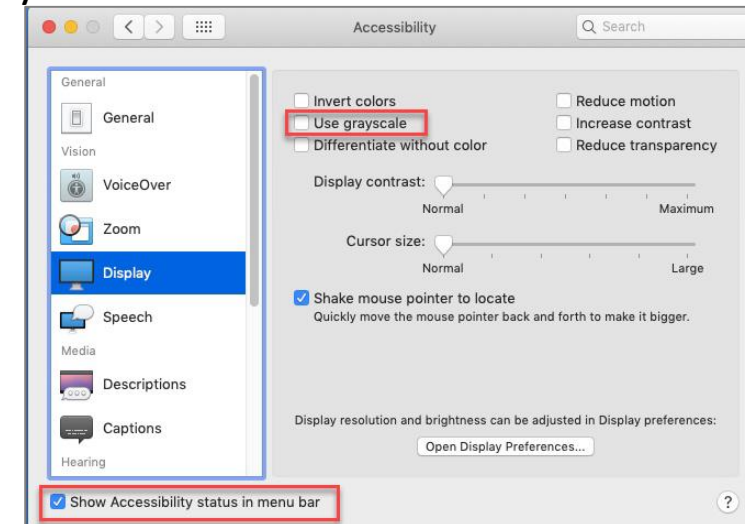 Accessibility
Search
General
General
Vision
VoiceOver
Zoom
Display
Speech
Media
Descriptions
Captions
Hearing
Invert colors
Reduce motion
Use grayscale
Increase contrast
Differentiate without color
Reduce transparency
Display contrast:
Normal
Maximum
Cursor size:
Normal
Large
Shake mouse pointer to locate
Quickly move the mouse pointer back and forth to make it bigger.
Display resolution and brightness can be adjusted in Display preferences:
Open Display Preferences...
Show Accessibility status in menu bar
?